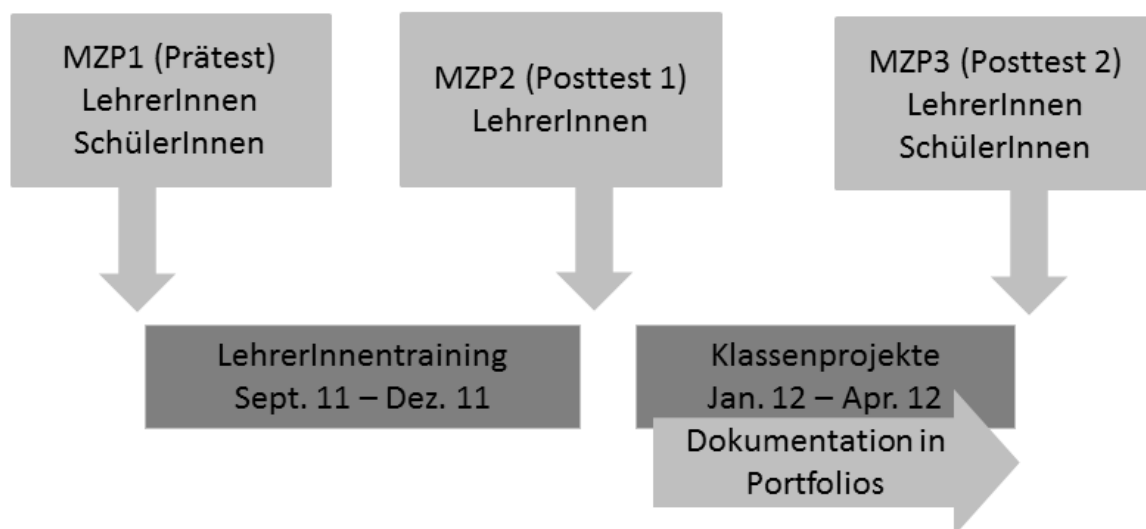 MZP1 (Prätest)
LehrerInnen
SchülerInnen
MZP2 (Posttest 1)
LehrerInnen
MZP3 (Posttest 2)
LehrerInnen
SchülerInnen
LehrerInnentraining
Sept. 11 – Dez. 11
Klassenprojekte
Jan. 12 – Apr. 12
Dokumentation in
Portfolios